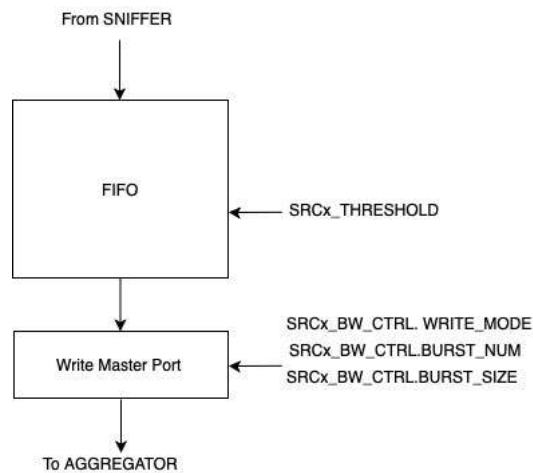 From SNIFFER
FIFO
SRCx_THRESHOLD
SRCx_BW_CTRL. WRITE_MODE
Write Master Port
SRCx_BW_CTRL.BURST_NUM
SRCx_BW_CTRL.BURST_SIZE
To AGGREGATOR